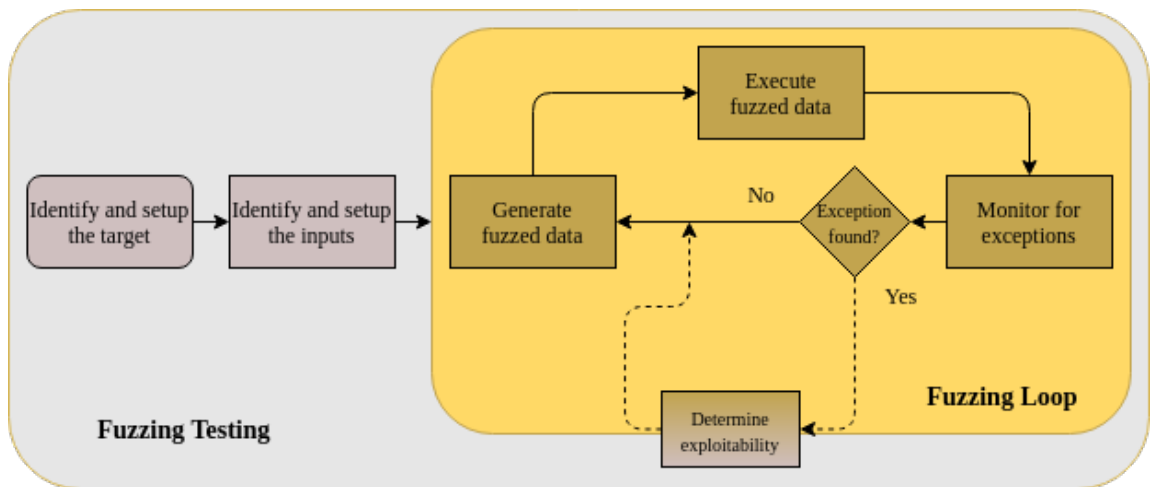 Execute
fuzzed data
Identify and setup
the target
Identify and setup
the inputs
Generate
fuzzed data
No
Exception
found?
Monitor for
exceptions
Yes
Determine
exploitability
Fuzzing Loop
Fuzzing Testing